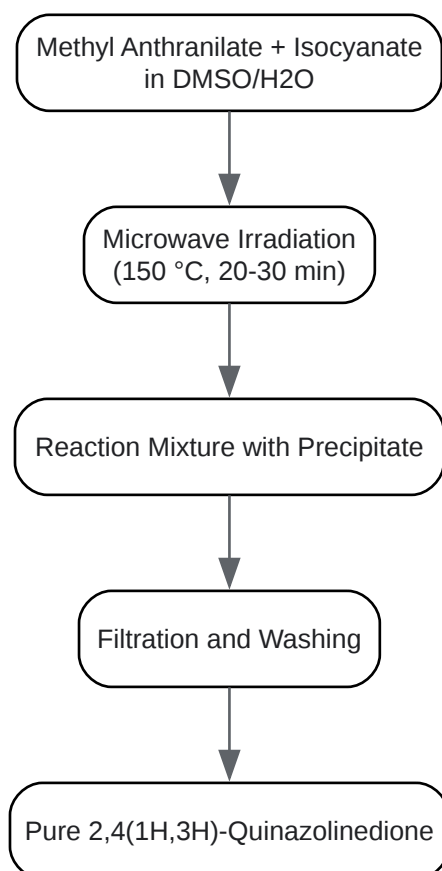 Methyl Anthranilate + Isocyanate
in DMSO/H2O
Microwave Irradiation
(150 °C, 20-30 min)
Reaction Mixture with Precipitate
Filtration and Washing
Pure 2,4(1H,3H)-Quinazolinedione